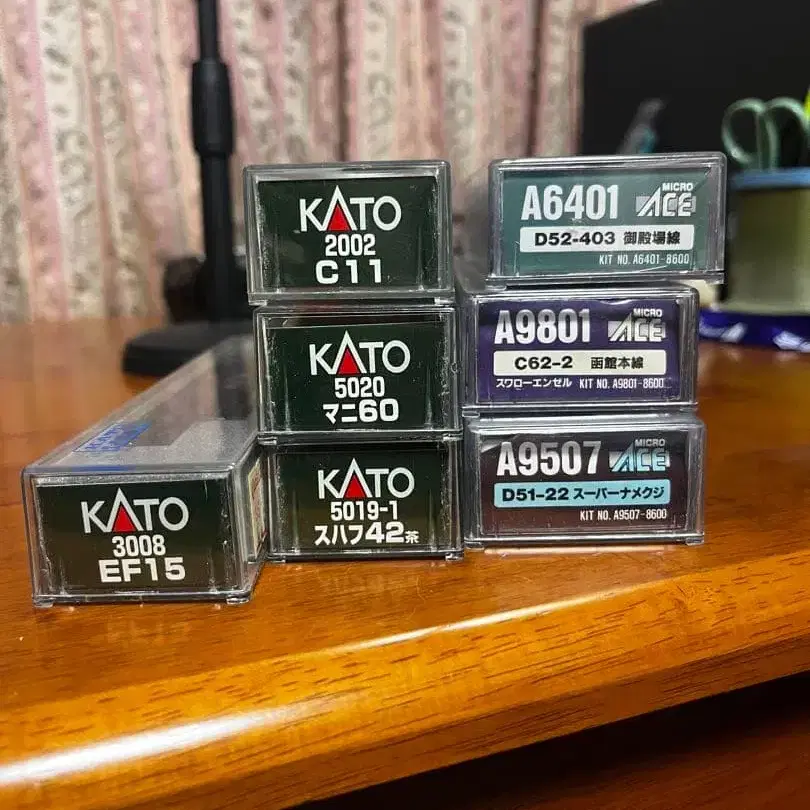 KATO
2002
C11
KATO
5020
マニ60
KATO
5019-1
スハフ42茶
KATO
3008
EF15
A6401 MICRO ACE
D52-403 御殿場線
KIT NO. A6401-8600
A9801 MICRO ACE
C62-2 函館本線
スワローエンゼル KIT NO. A9801-8600
A9507 MICRO ACE
D51-22 スーパーナメクジ
KIT NO. A9507-8600